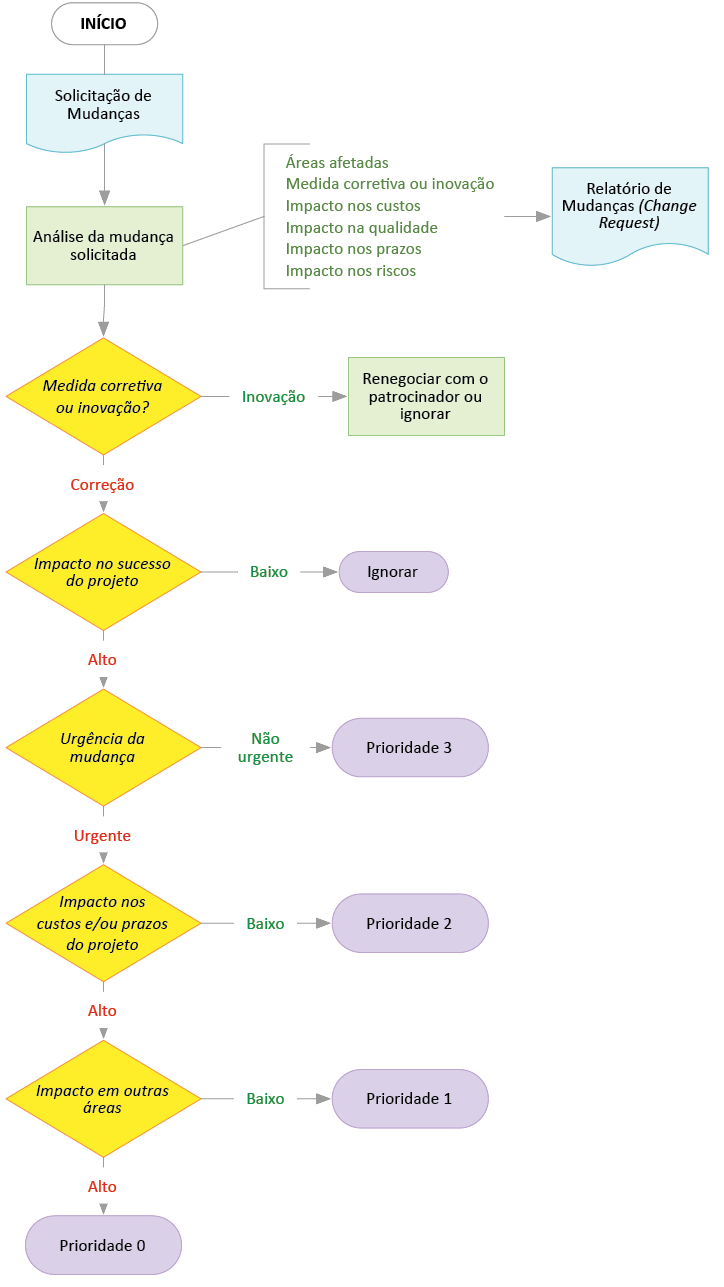 INÍCIO
Solicitação de
Mudanças
Análise da mudança
solicitada
Áreas afetadas
Medida corretiva ou inovação
Impacto nos custos
Impacto na qualidade
Impacto nos prazos
Impacto nos riscos
Relatório de
Mudanças (Change
Request)
Medida corretiva
ou inovação?
Inovação
Renegociar com o
patrocinador ou
ignorar
Correção
Impacto no sucesso
do projeto
Baixo
Ignorar
Alto
Urgência da
mudança
Não
urgente
Prioridade 3
Urgente
Impacto nos
custos e/ou prazos
do projeto
Baixo
Prioridade 2
Alto
Impacto em outras
áreas
Baixo
Prioridade 1
Alto
Prioridade 0